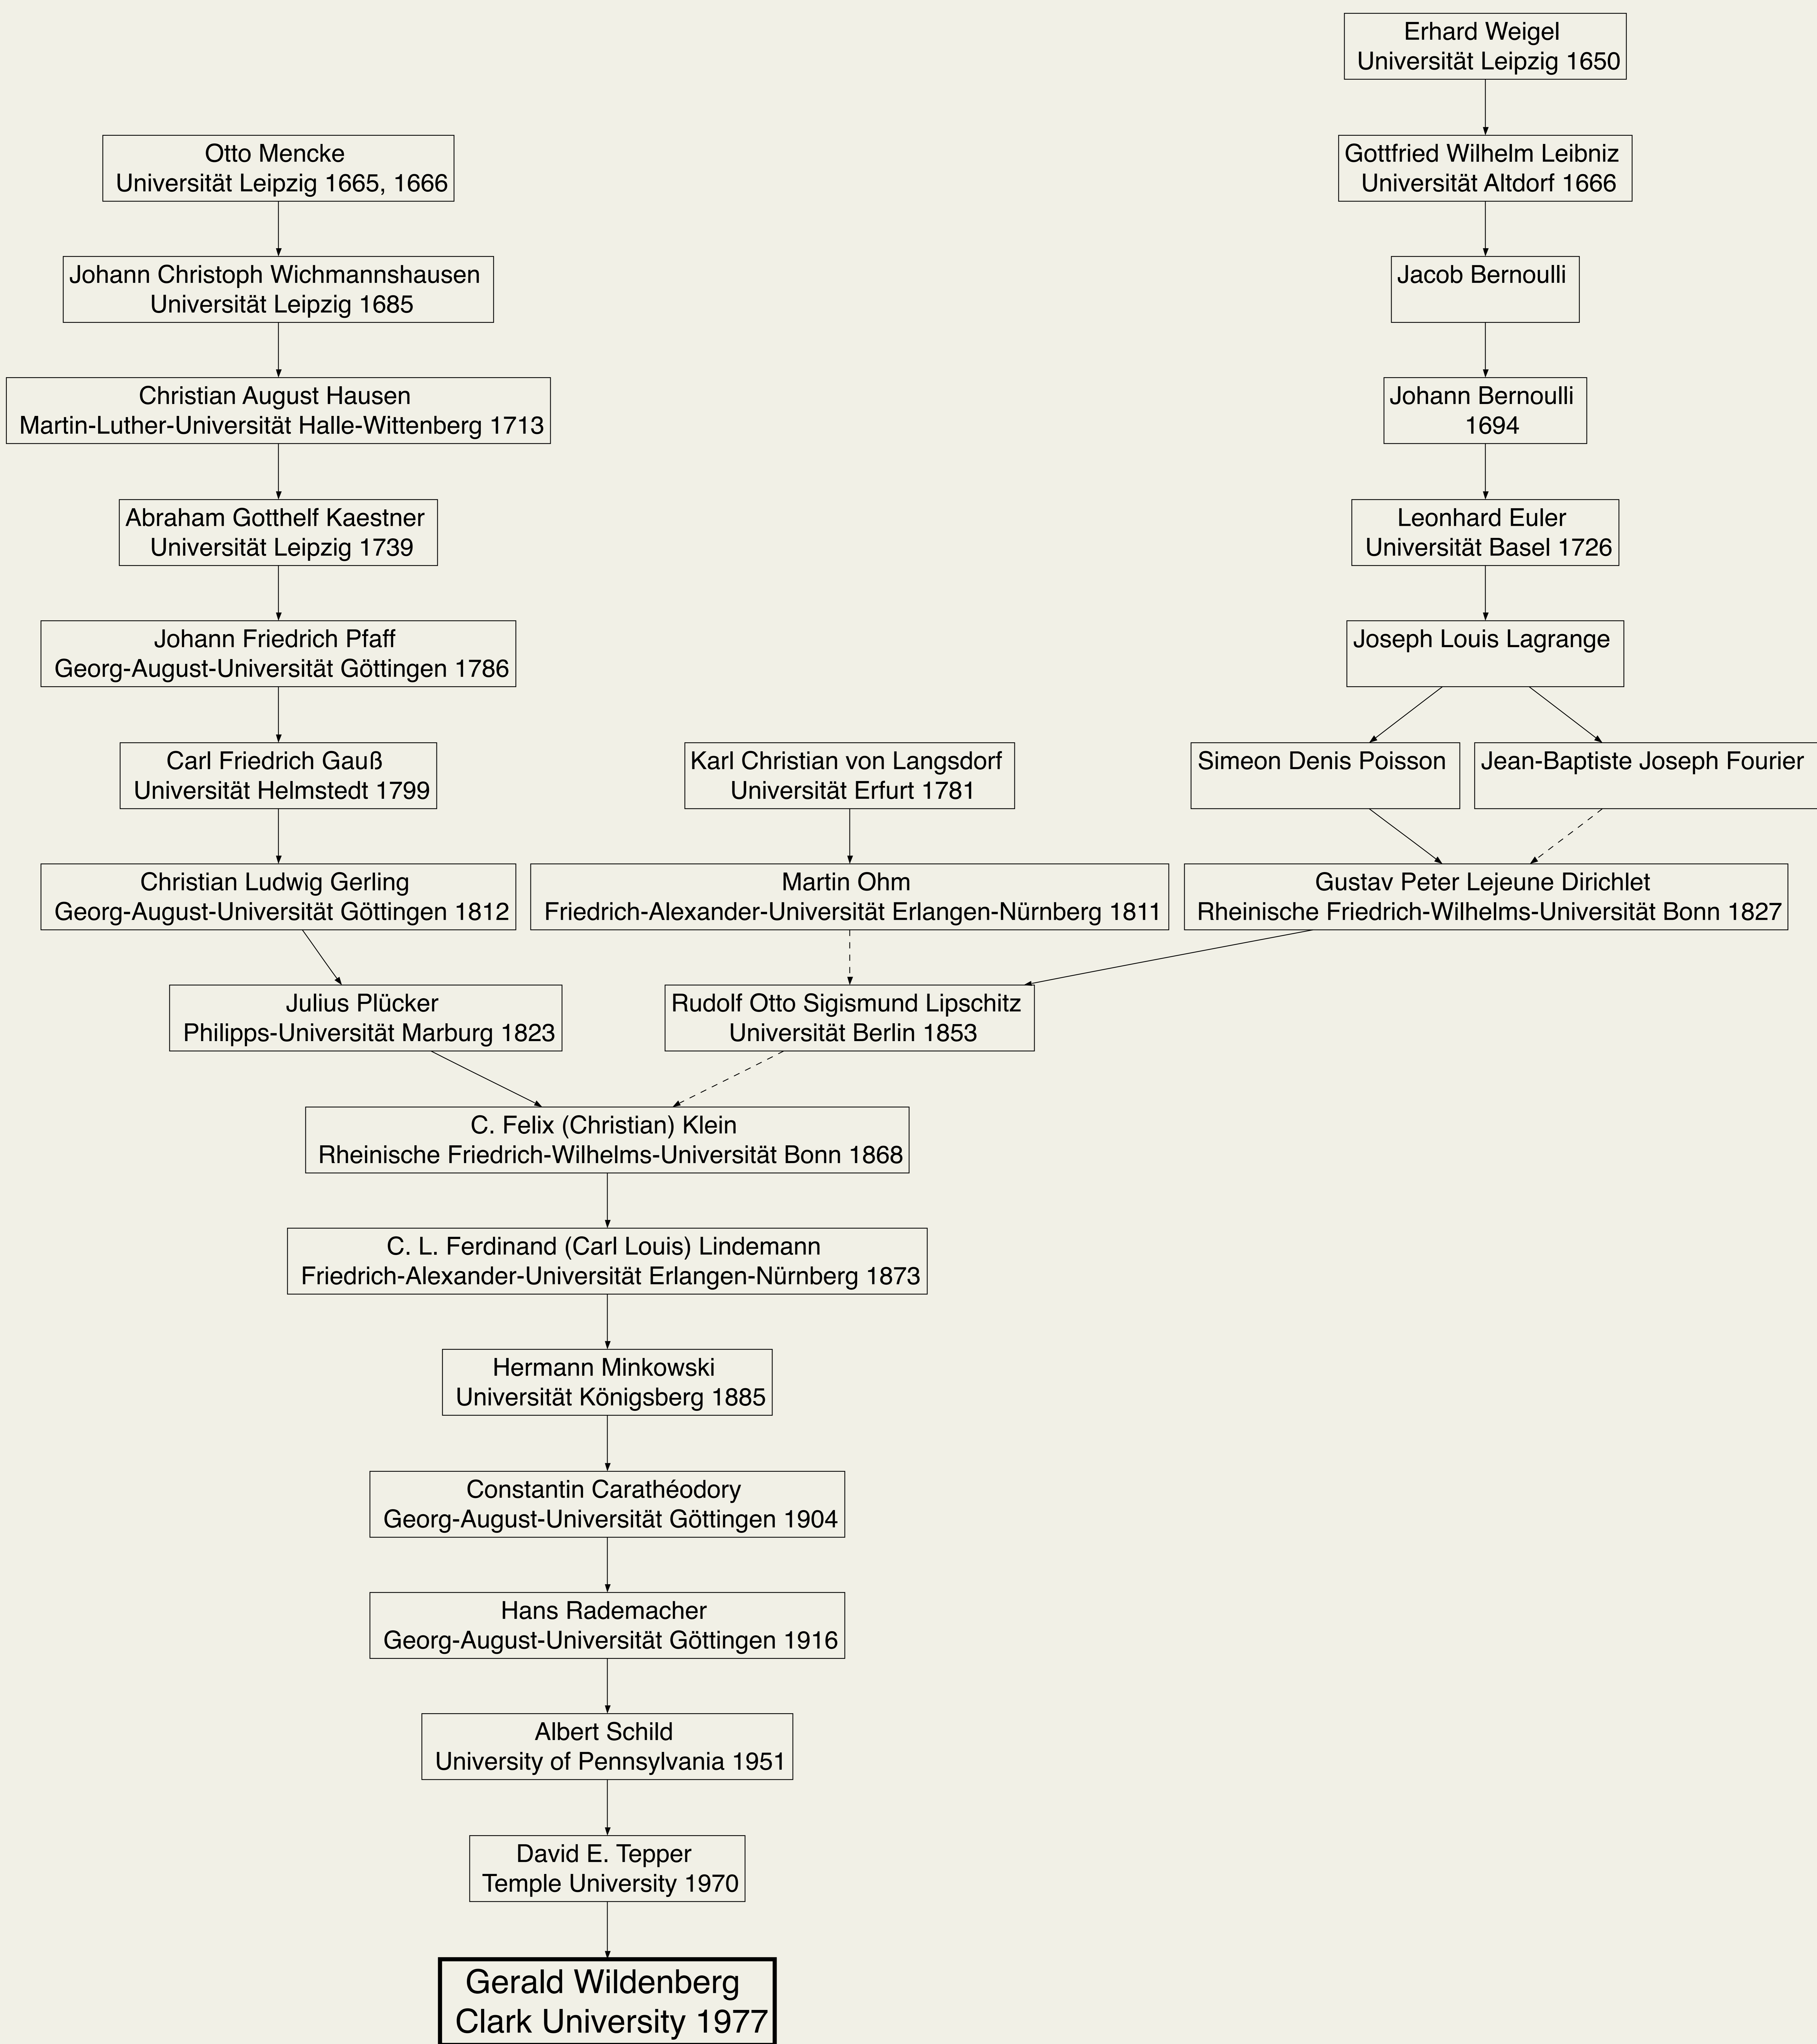 Erhard Weigel
Universität Leipzig 1650
Otto Mencke
Universität Leipzig 1665, 1666
Gottfried Wilhelm Leibniz
Universität Altdorf 1666
Johann Christoph Wichmannshausen
Universität Leipzig 1685
Jacob Bernoulli
Christian August Hausen
Martin-Luther-Universität Halle-Wittenberg 1713
Johann Bernoulli
1694
Abraham Gotthelf Kaestner
Universität Leipzig 1739
Leonhard Euler
Universität Basel 1726
Johann Friedrich Pfaff
Georg-August-Universität Göttingen 1786
Joseph Louis Lagrange
Carl Friedrich Gauß
Universität Helmstedt 1799
Karl Christian von Langsdorf
Universität Erfurt 1781
Simeon Denis Poisson
Jean-Baptiste Joseph Fourier
Christian Ludwig Gerling
Georg-August-Universität Göttingen 1812
Martin Ohm
Friedrich-Alexander-Universität Erlangen-Nürnberg 1811
Gustav Peter Lejeune Dirichlet
Rheinische Friedrich-Wilhelms-Universität Bonn 1827
Julius Plücker
Philipps-Universität Marburg 1823
Rudolf Otto Sigismund Lipschitz
Universität Berlin 1853
C. Felix (Christian) Klein
Rheinische Friedrich-Wilhelms-Universität Bonn 1868
C. L. Ferdinand (Carl Louis) Lindemann
Friedrich-Alexander-Universität Erlangen-Nürnberg 1873
Hermann Minkowski
Universität Königsberg 1885
Constantin Carathéodory
Georg-August-Universität Göttingen 1904
Hans Rademacher
Georg-August-Universität Göttingen 1916
Albert Schild
University of Pennsylvania 1951
David E. Tepper
Temple University 1970
Gerald Wildenberg
Clark University 1977